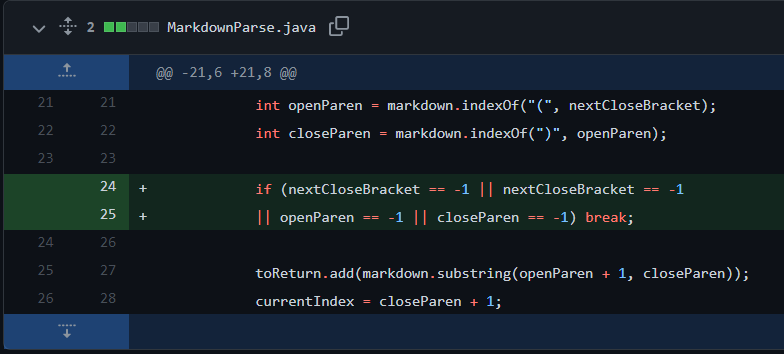 2 MarkdownParse.java
@@ -21,6 +21,8 @@
21 21 int openParen = markdown.indexOf("(", nextCloseBracket);
22 22 int closeParen = markdown.indexOf(")", openParen);
23 23
24 + if (nextCloseBracket == -1 || nextCloseBracket == -1
25 + || openParen == -1 || closeParen == -1) break;
24 26
25 27 toReturn.add(markdown.substring(openParen + 1, closeParen));
26 28 currentIndex = closeParen + 1;